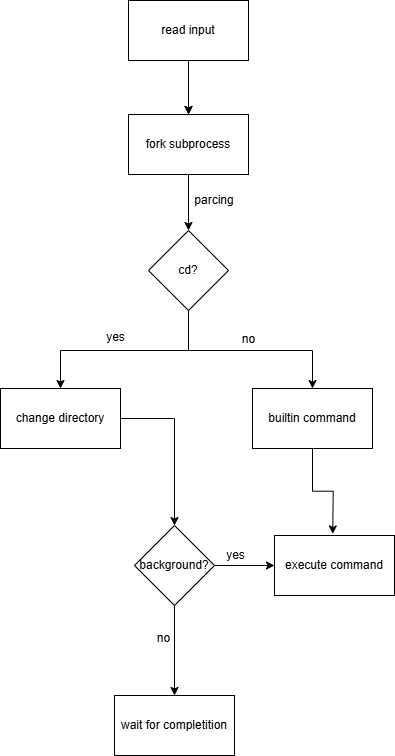 read input
fork subprocess
parcing
cd?
yes
no
change directory
builtin command
background?
yes
execute command
no
wait for completition